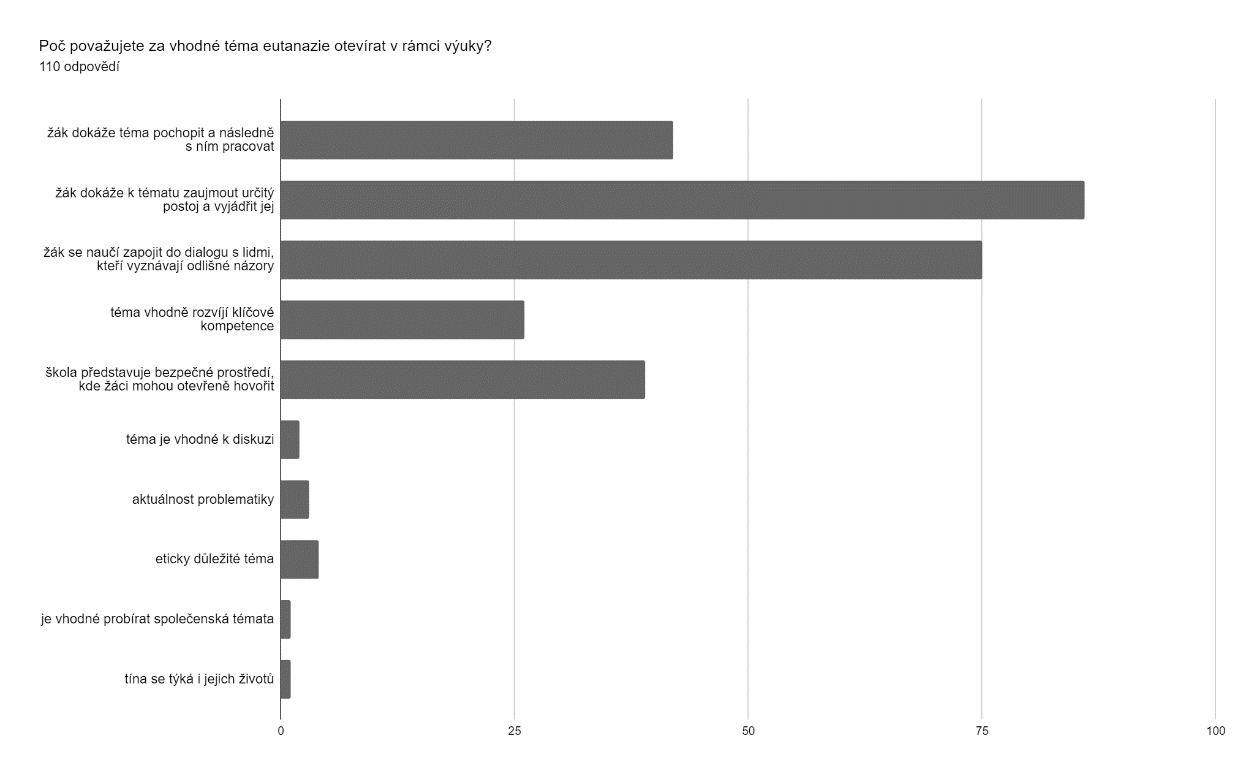 Poč považujete za vhodné téma eutanazie otevírat v rámci výuky?
110 odpovědí
žák dokáže téma pochopit a následně
s ním pracovat
žák dokáže k tématu zaujmout určitý
postoj a vyjádřit jej
žák se naučí zapojit do dialogu s lidmi,
kteří vyznávají odlišné názory
téma vhodně rozvíjí klíčové
kompetence
škola představuje bezpečné prostředí,
kde žáci mohou otevřeně hovořit
téma je vhodné k diskuzi
aktuálnost problematiky
eticky důležité téma
je vhodné probírat společenská témata
tína se týká i jejich životů
0 25 50 75 100